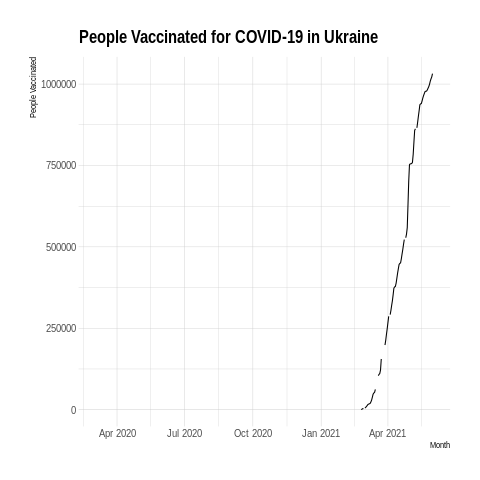 People Vaccinated for COVID-19 in Ukraine
People Vaccinated
1000000
750000
500000
250000
0
Apr 2020 Jul 2020 Oct 2020 Jan 2021 Apr 2021
Month